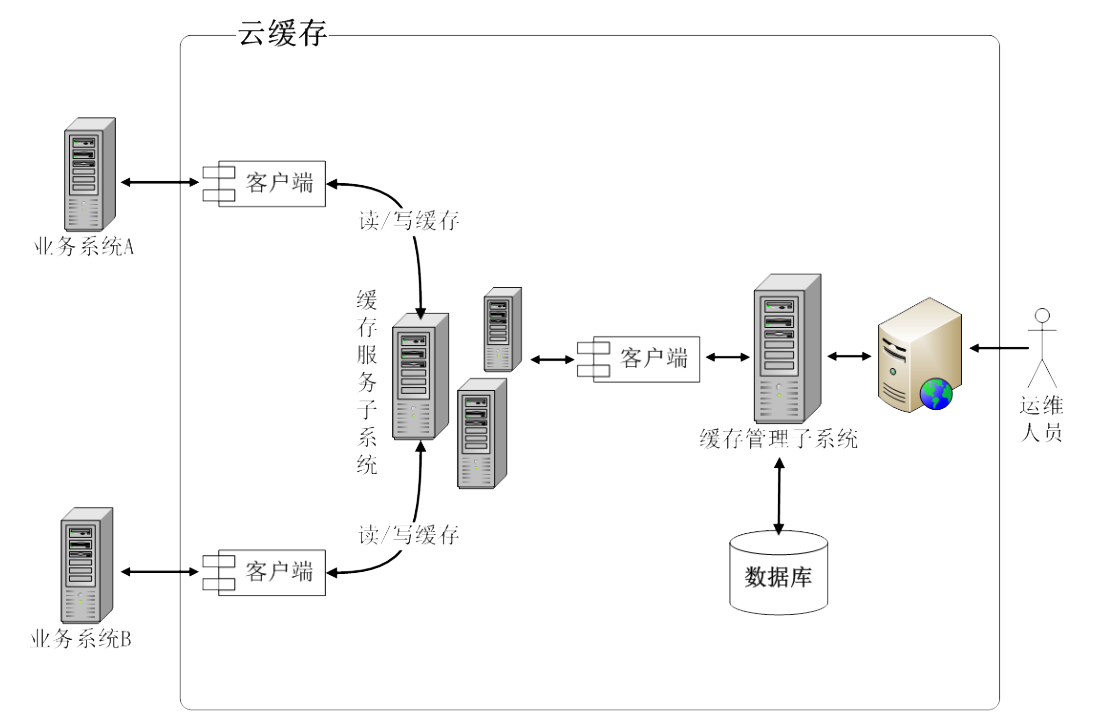 云缓存
客户端
业务系统A
读/写缓存
缓存服务子系统
客户端
缓存管理子系统
运维
人员
读/写缓存
客户端
数据库
业务系统B